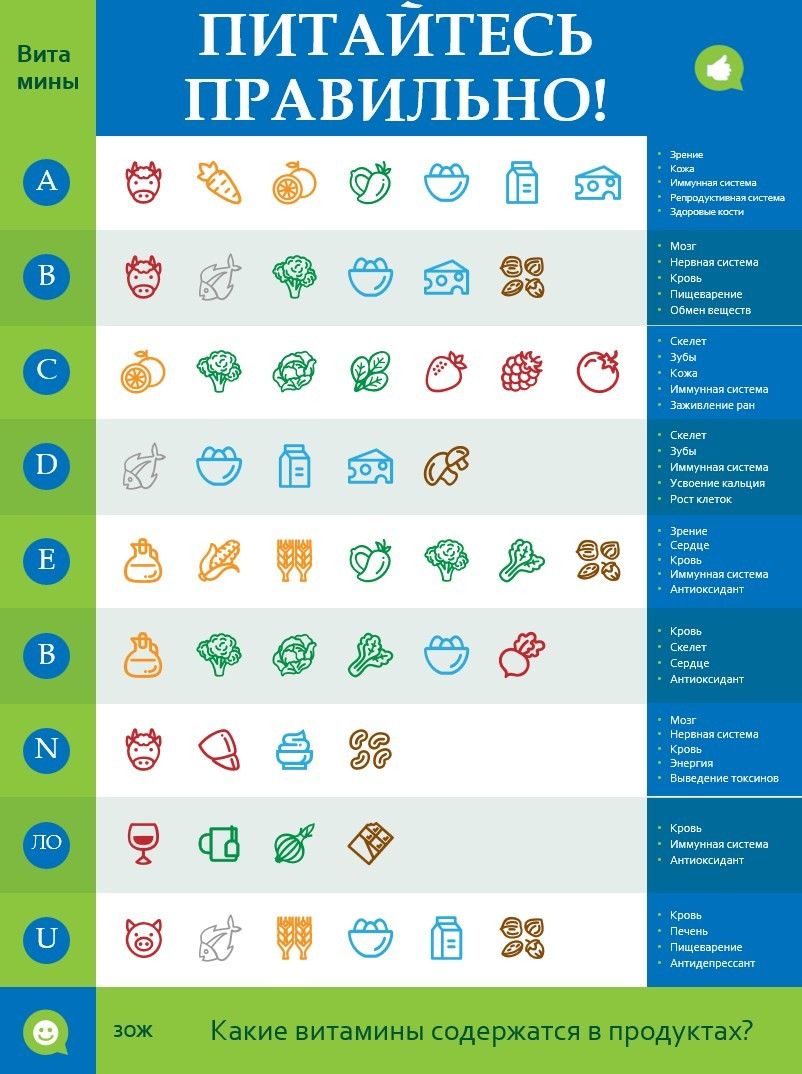 Вита
мины
ПИТАЙТЕСЬ
ПРАВИЛЬНО!
A
• Зрение
• Кожа
• Иммунная система
• Репродуктивная система
• Здоровые кости
B
• Мозг
• Нервная система
• Кровь
• Пищеварение
• Обмен веществ
C
• Скелет
• Зубы
• Кожа
• Иммунная система
• Заживление ран
D
• Скелет
• Зубы
• Иммунная система
• Усвоение кальция
• Рост клеток
E
• Зрение
• Сердце
• Кровь
• Иммунная система
• Антиоксидант
B
• Кровь
• Скелет
• Сердце
• Антиоксидант
N
• Мозг
• Нервная система
• Кровь
• Энергия
• Выведение токсинов
ЛО
• Кровь
• Иммунная система
• Антиоксидант
U
• Кровь
• Печень
• Пищеварение
• Антидепрессант
ЗОЖ
Какие витамины содержатся в продуктах?